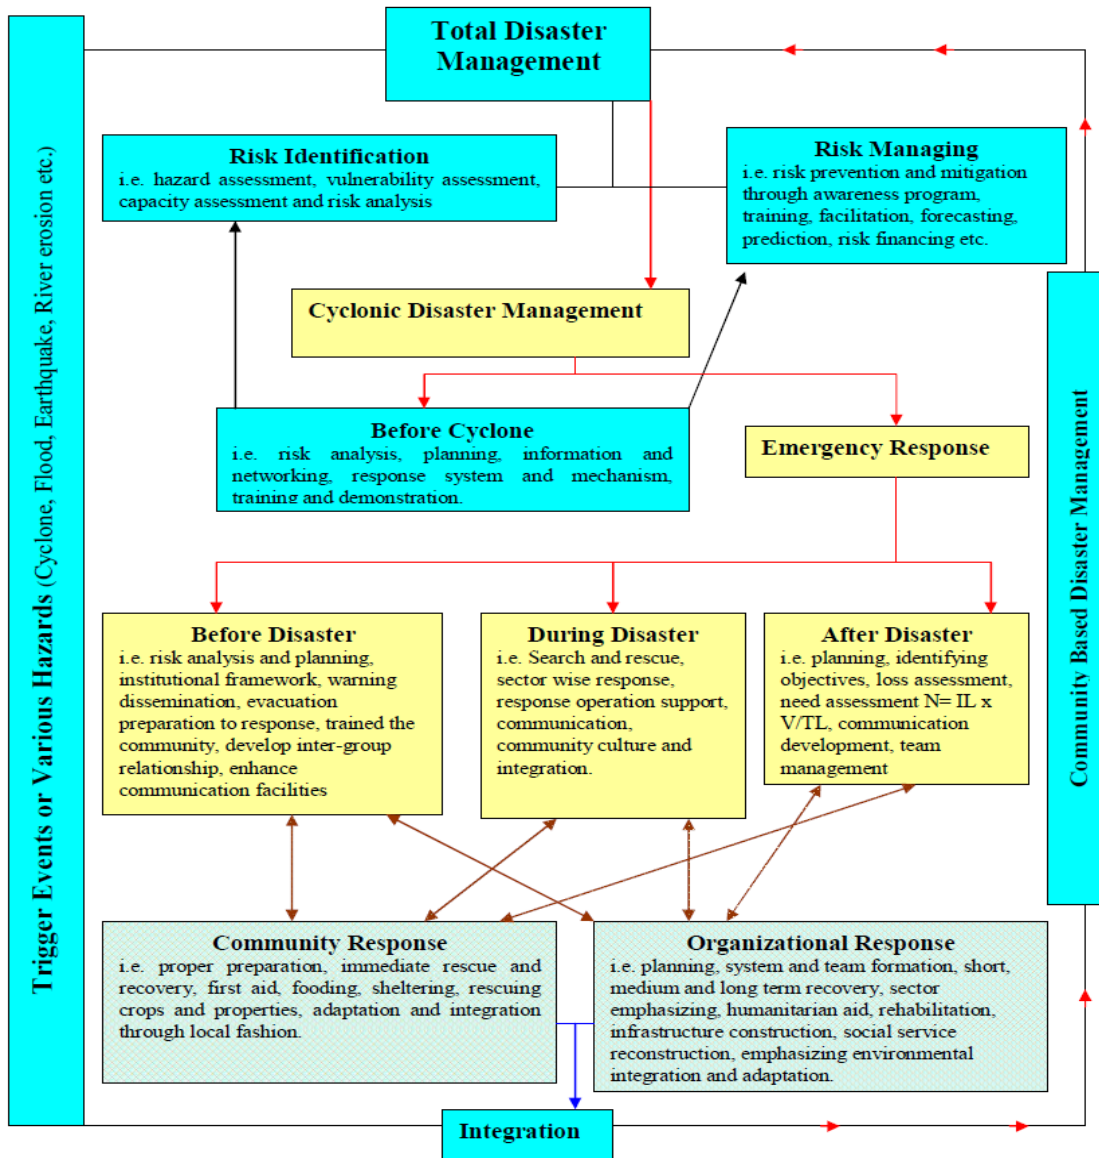 Total Disaster
Management
Trigger Events or Various Hazards (Cyclone, Flood, Earthquake, River erosion etc.)
Risk Identification
i.e. hazard assessment, vulnerability assessment,
capacity assessment and risk analysis
Risk Managing
i.e. risk prevention and mitigation
through awareness program,
training, facilitation, forecasting,
prediction, risk financing etc.
Cyclonic Disaster Management
Before Cyclone
i.e. risk analysis, planning, information and
networking, response system and mechanism,
training and demonstration.
Emergency Response
Community Based Disaster Management
Before Disaster
i.e. risk analysis and planning,
institutional framework, warning
dissemination, evacuation
preparation to response, trained the
community, develop inter-group
relationship, enhance
communication facilities
During Disaster
i.e. Search and rescue,
sector wise response,
response operation support,
communication,
community culture and
integration.
After Disaster
i.e. planning, identifying
objectives, loss assessment,
need assessment N= IL x
V/TL, communication
development, team
management
Community Response
i.e. proper preparation, immediate rescue and
recovery, first aid, fooding, sheltering, rescuing
crops and properties, adaptation and integration
through local fashion.
Organizational Response
i.e. planning, system and team formation, short,
medium and long term recovery, sector
emphasizing, humanitarian aid, rehabilitation,
infrastructure construction, social service
reconstruction, emphasizing environmental
integration and adaptation.
Integration